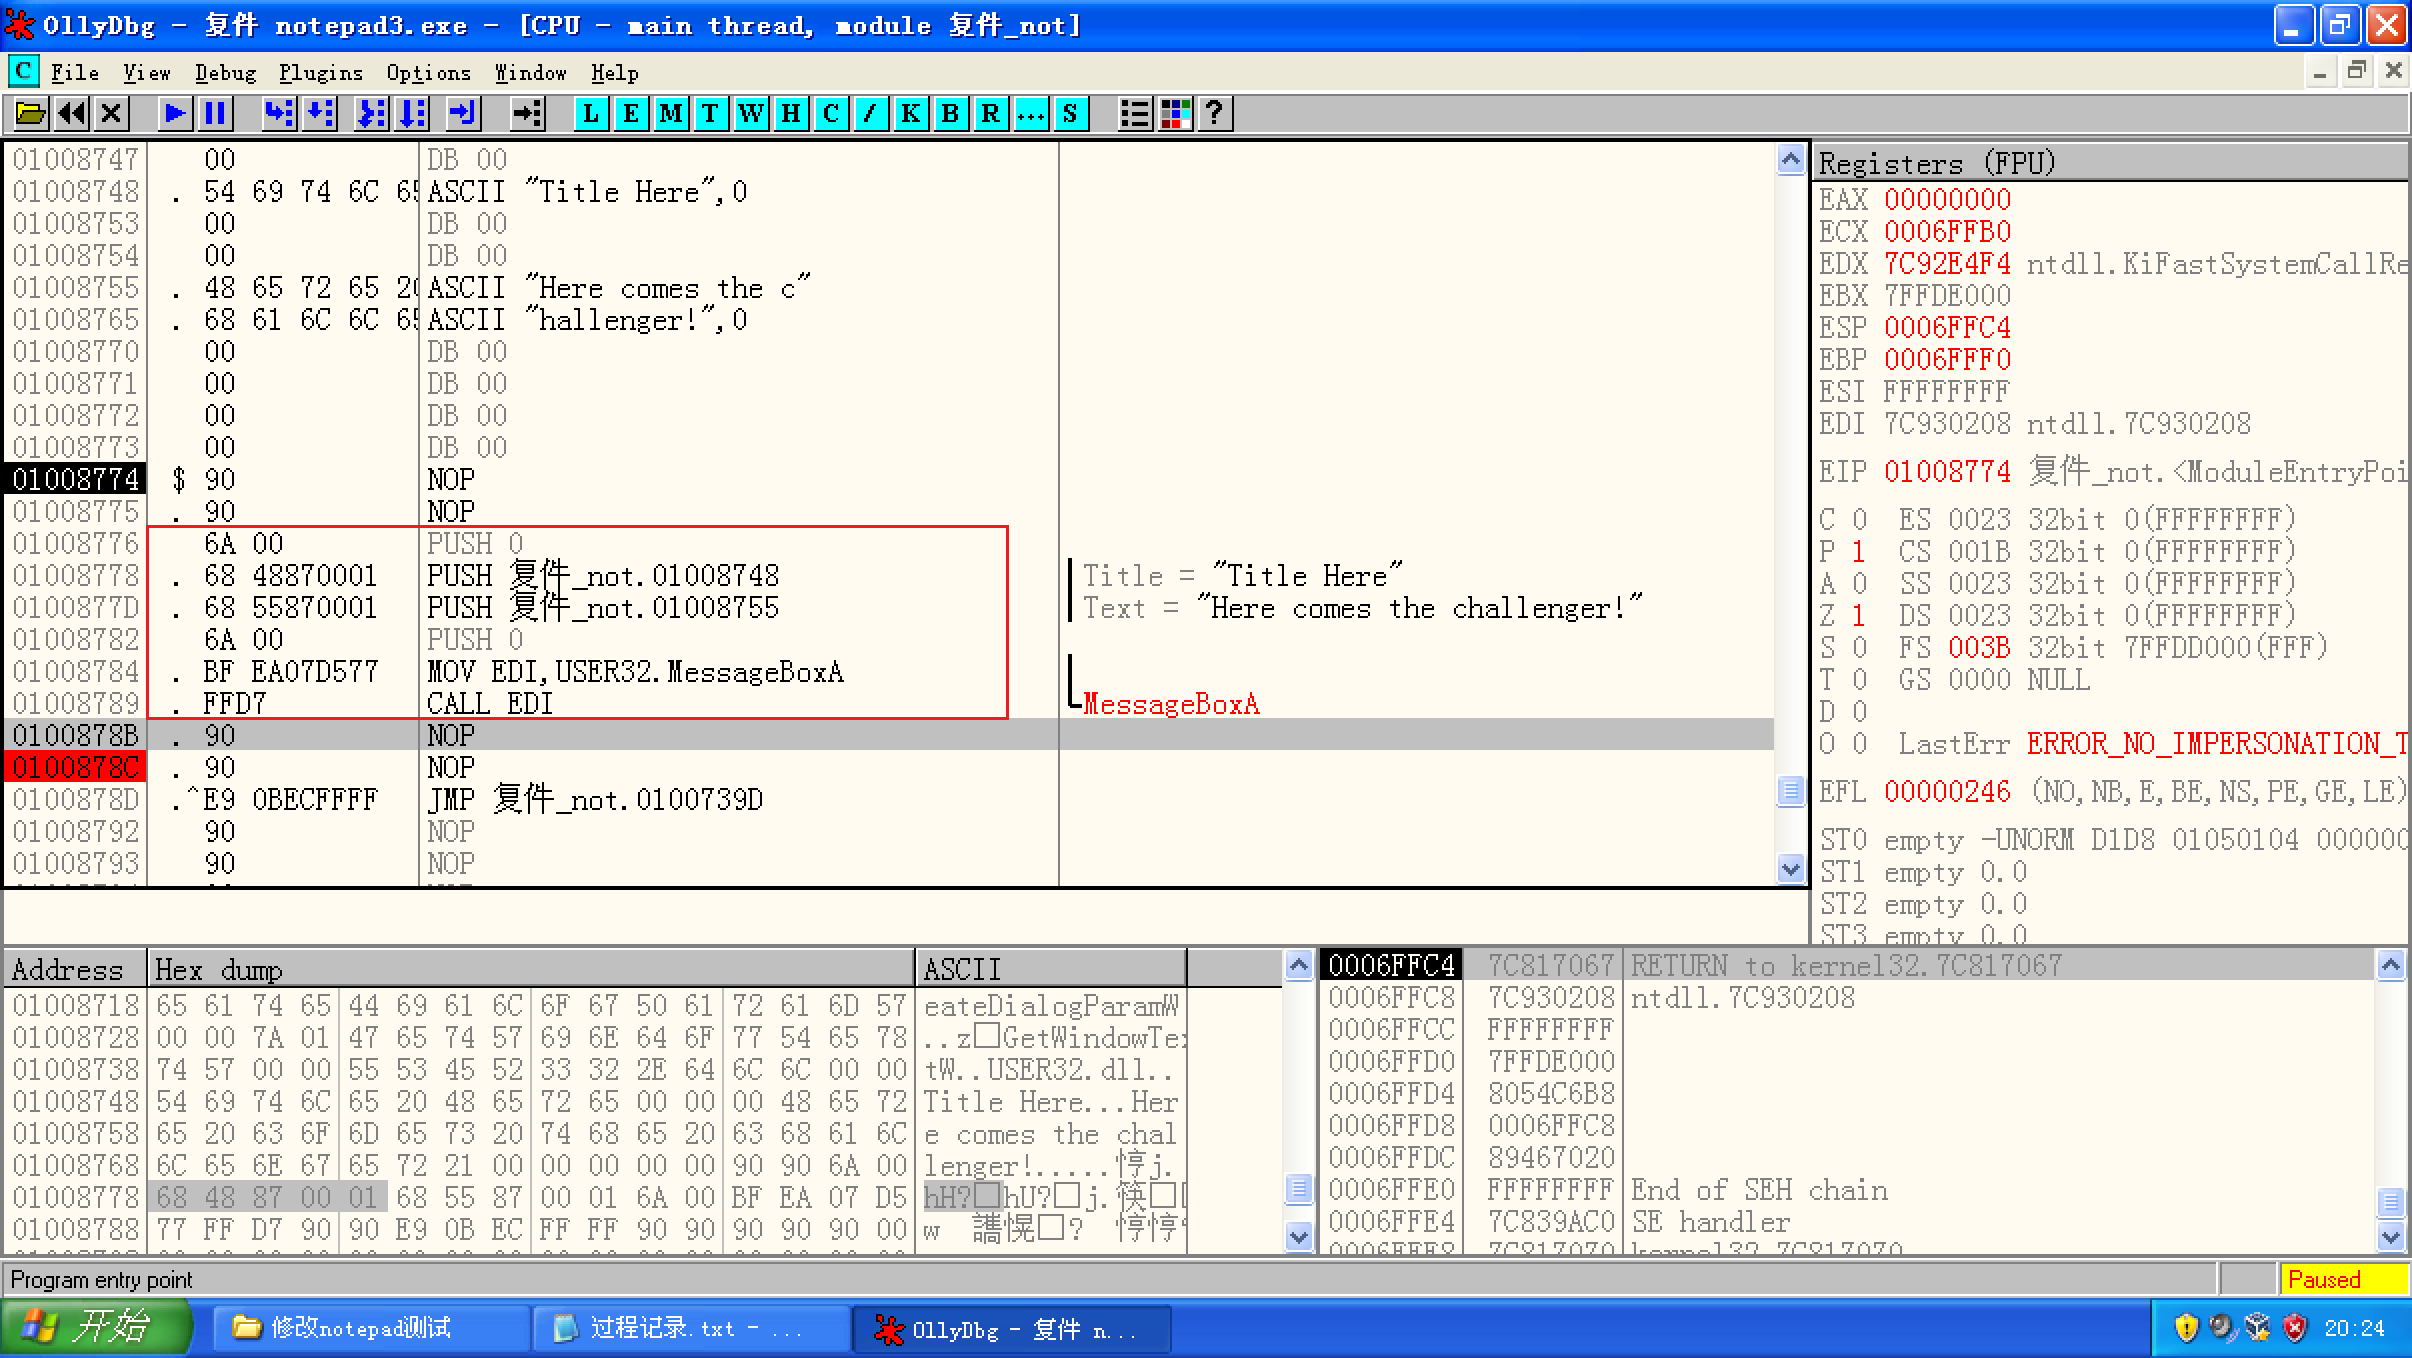 OllyDbg - 复件 notepad3.exe - [CPU - main thread, module 复件_not]
C File View Debug Plugins Options Window Help
L E M T W H C / K B R ... S ?
01008747 00 DB 00
01008748 . 54 69 74 6C 65 ASCII "Title Here",0
01008753 00 DB 00
01008754 00 DB 00
01008755 . 48 65 72 65 20 ASCII "Here comes the c"
01008765 . 68 61 6C 6C 65 ASCII "hallenger!",0
01008770 00 DB 00
01008771 00 DB 00
01008772 00 DB 00
01008773 00 DB 00
01008774 $ 90 NOP
01008775 . 90 NOP
01008776 6A 00 PUSH 0
01008778 . 68 48870001 PUSH 复件_not.01008748 Title = "Title Here"
0100877D . 68 55870001 PUSH 复件_not.01008755 Text = "Here comes the challenger!"
01008782 6A 00 PUSH 0
01008784 . BF EA07D577 MOV EDI,USER32.MessageBoxA
01008789 . FFD7 CALL EDI MessageBoxA
0100878B . 90 NOP
0100878C . 90 NOP
0100878D .^E9 0BECFFFF JMP 复件_not.0100739D
01008792 90 NOP
01008793 90 NOP
Registers (FPU)
EAX 00000000
ECX 0006FFB0
EDX 7C92E4F4 ntdll.KiFastSystemCallRe
EBX 7FFDE000
ESP 0006FFC4
EBP 0006FFF0
ESI FFFFFFFF
EDI 7C930208 ntdll.7C930208
EIP 01008774 复件_not.<ModuleEntryPoi
C 0 ES 0023 32bit 0(FFFFFFFF)
P 1 CS 001B 32bit 0(FFFFFFFF)
A 0 SS 0023 32bit 0(FFFFFFFF)
Z 1 DS 0023 32bit 0(FFFFFFFF)
S 0 FS 003B 32bit 7FFDD000(FFF)
T 0 GS 0000 NULL
D 0
O 0 LastErr ERROR_NO_IMPERSONATION_T
EFL 00000246 (NO,NB,E,BE,NS,PE,GE,LE)
ST0 empty -UNORM D1D8 01050104 000000
ST1 empty 0.0
ST2 empty 0.0
ST3 empty 0.0
Address Hex dump ASCII
01008718 65 61 74 65 44 69 61 6C 6F 67 50 61 72 61 6D 57 eateDialogParamW
01008728 00 00 7A 01 47 65 74 57 69 6E 64 6F 77 54 65 78 ..z□GetWindowTex
01008738 74 57 00 00 55 53 45 52 33 32 2E 64 6C 6C 00 00 tW..USER32.dll..
01008748 54 69 74 6C 65 20 48 65 72 65 00 00 00 48 65 72 Title Here...Her
01008758 65 20 63 6F 6D 65 73 20 74 68 65 20 63 68 61 6C e comes the chal
01008768 6C 65 6E 67 65 72 21 00 00 00 00 00 90 90 6A 00 lenger!.....悙j.
01008778 68 48 87 00 01 68 55 87 00 01 6A 00 BF EA 07 D5 hH?□hU?□j.筷□
01008788 77 FF D7 90 90 E9 0B EC FF FF 90 90 90 90 90 00 w 讗愰□? 悙悙
0006FFC4 7C817067 RETURN to kernel32.7C817067
0006FFC8 7C930208 ntdll.7C930208
0006FFCC FFFFFFFF
0006FFD0 7FFDE000
0006FFD4 8054C6B8
0006FFD8 0006FFC8
0006FFDC 89467020
0006FFE0 FFFFFFFF End of SEH chain
0006FFE4 7C839AC0 SE handler
0006FFE8 7C817070 kernel32.7C817070
Program entry point
Paused
开始 修改notepad测试 过程记录.txt - ... OllyDbg - 复件 n... 20:24